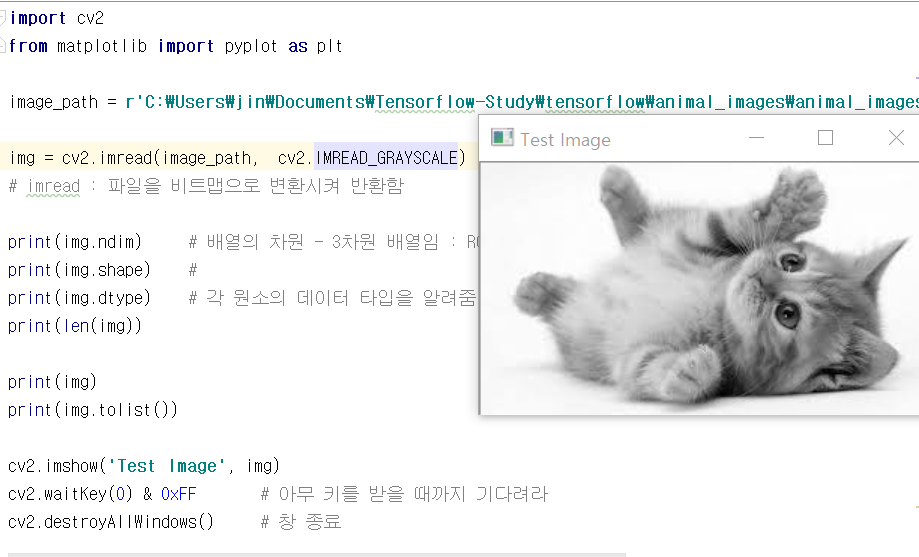 import cv2
from matplotlib import pyplot as plt
image_path = r'C:₩Users₩jin₩Documents₩Tensorflow-Study₩tensorflow₩animal_images₩animal_images
Test Image
img = cv2.imread(image_path,  cv2.IMREAD_GRAYSCALE)
# imread : 파일을 비트맵으로 변환시켜 반환함
print(img.ndim)     # 배열의 차원 - 3차원 배열임 :
print(img.shape)    #
print(img.dtype)    # 각 원소의 데이터 타입을 알려줌
print(len(img))
print(img)
print(img.tolist())
cv2.imshow('Test Image', img)
cv2.waitKey(0) & 0xFF       # 아무 키를 받을 때까지 기다려라
cv2.destroyAllWindows()     # 창 종료